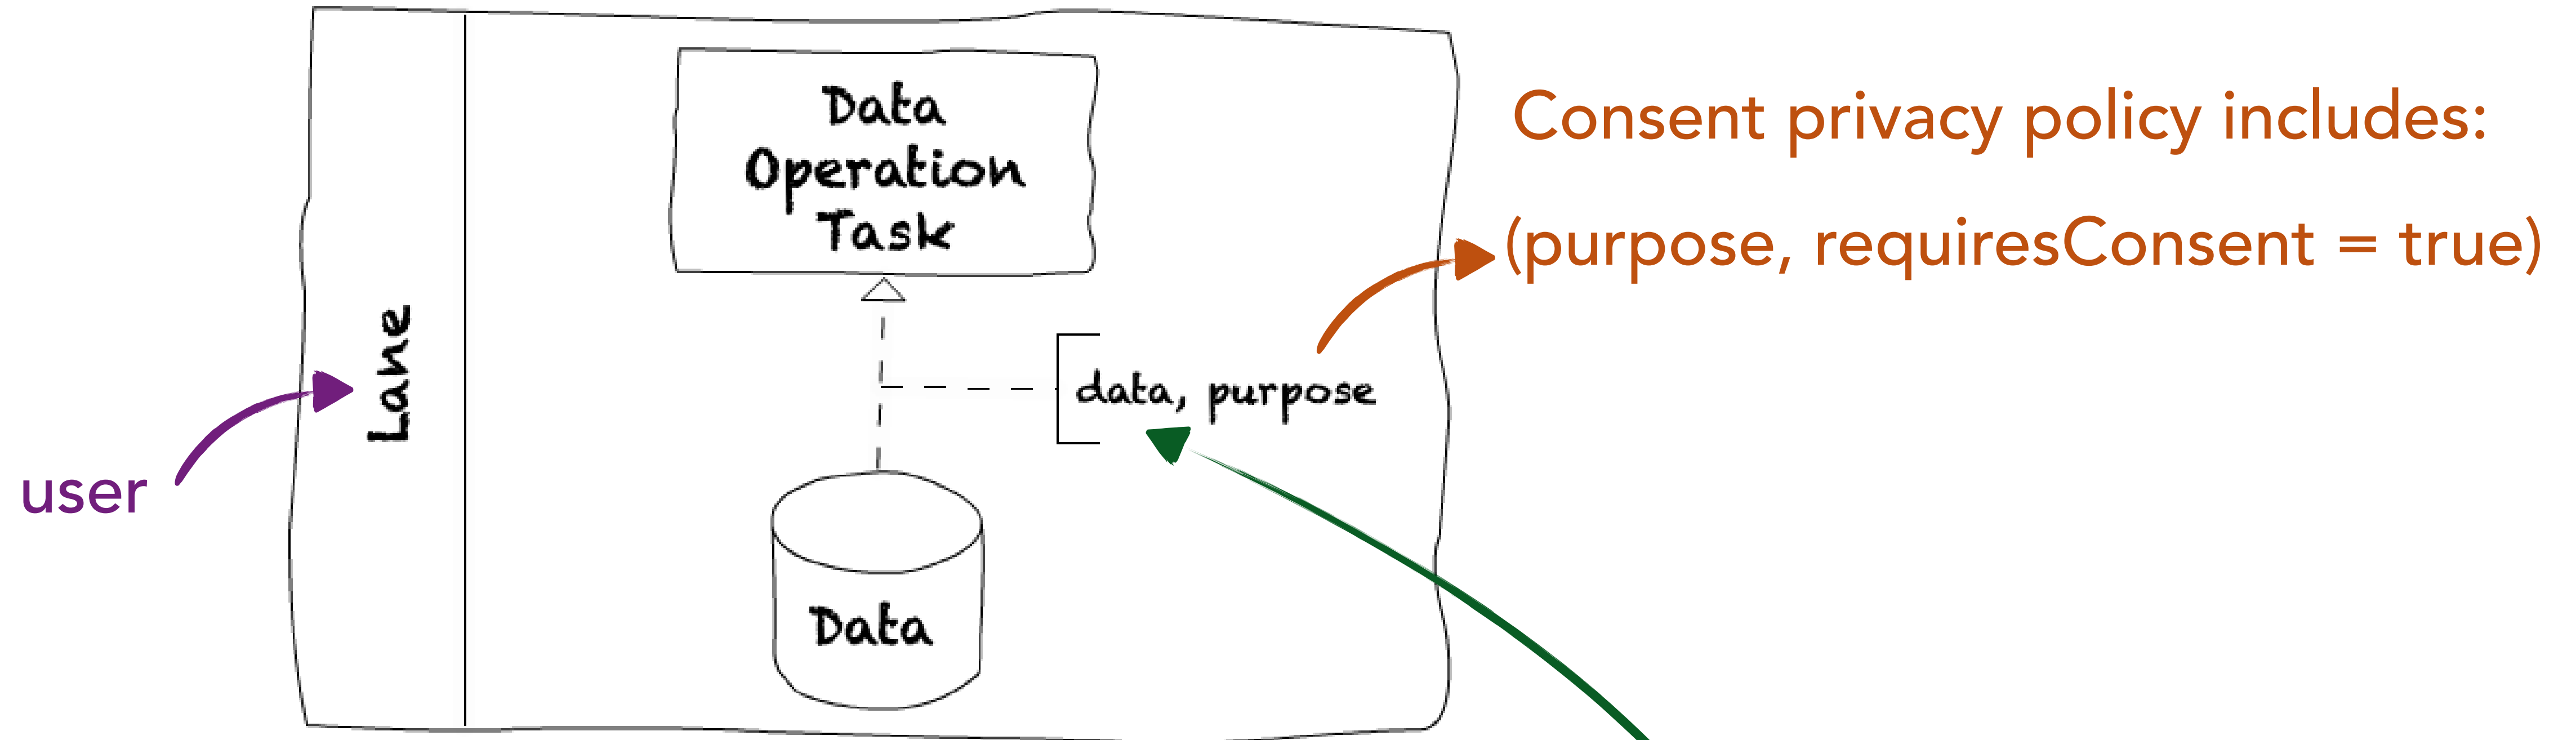 Data
Operation
Task
Consent privacy policy includes:
(purpose, requiresConsent = true)
Lane
data, purpose
user
Data